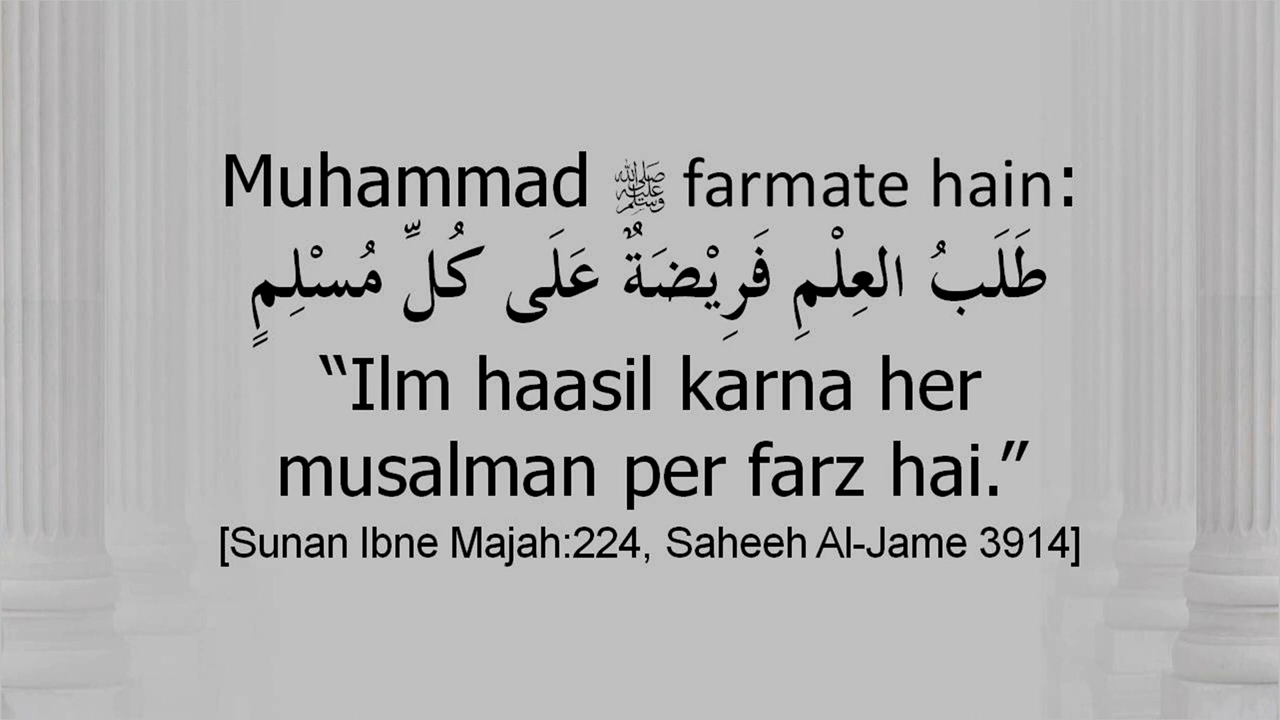 Muhammad ﷺ farmate hain:
طَلَبُ العِلْمِ فَرِيْضَةٌ عَلَى كُلِّ مُسْلِمٍ
“Ilm haasil karna her
musalman per farz hai.”
[Sunan Ibne Majah:224, Saheeh Al-Jame 3914]